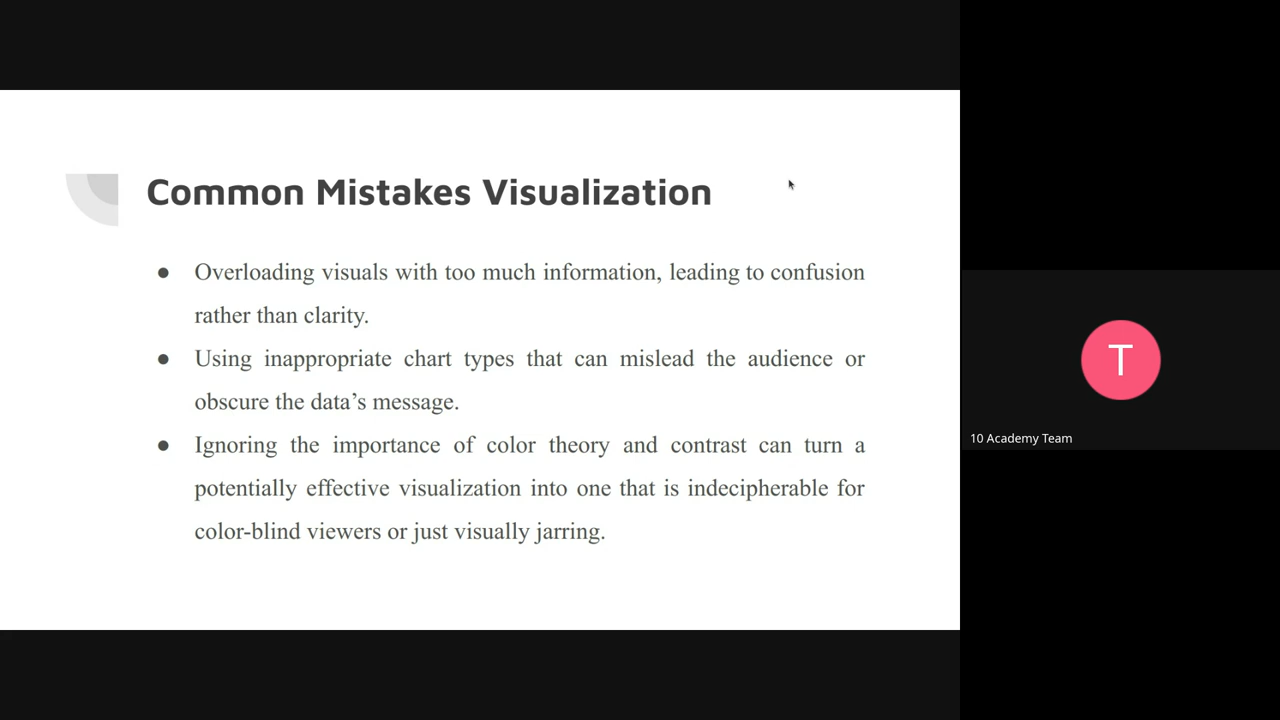 Common Mistakes Visualization
● Overloading visuals with too much information, leading to confusion
rather than clarity.
● Using inappropriate chart types that can mislead the audience or
obscure the data’s message.
● Ignoring the importance of color theory and contrast can turn a
potentially effective visualization into one that is indecipherable for
color-blind viewers or just visually jarring.
T
10 Academy Team